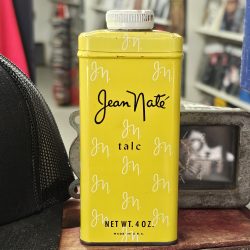 Jean Naté
talc
NET WT. 4 OZ.